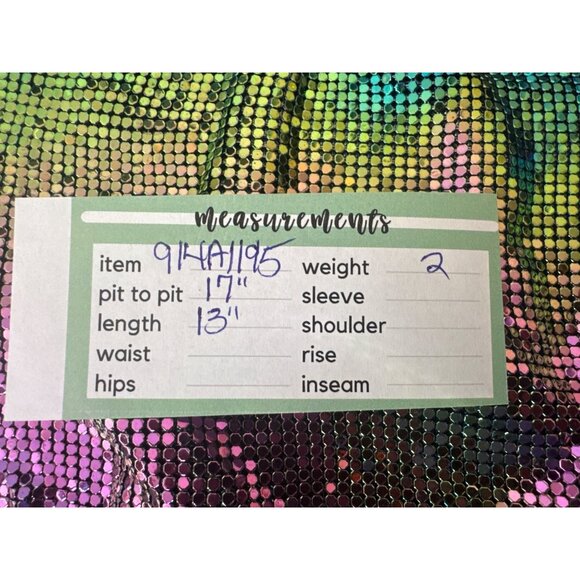 measurements
item 914A1195 weight 2
pit to pit 17" sleeve
length 13" shoulder
waist rise
hips inseam